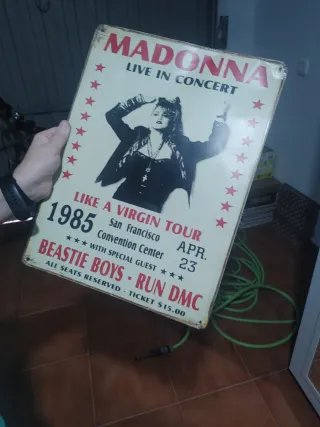 MADONNA
LIVE IN CONCERT
LIKE A VIRGIN TOUR
1985 San Francisco Convention Center APR. 23
WITH SPECIAL GUEST
BEASTIE BOYS · RUN DMC
ALL SEATS RESERVED · TICKET $15.00